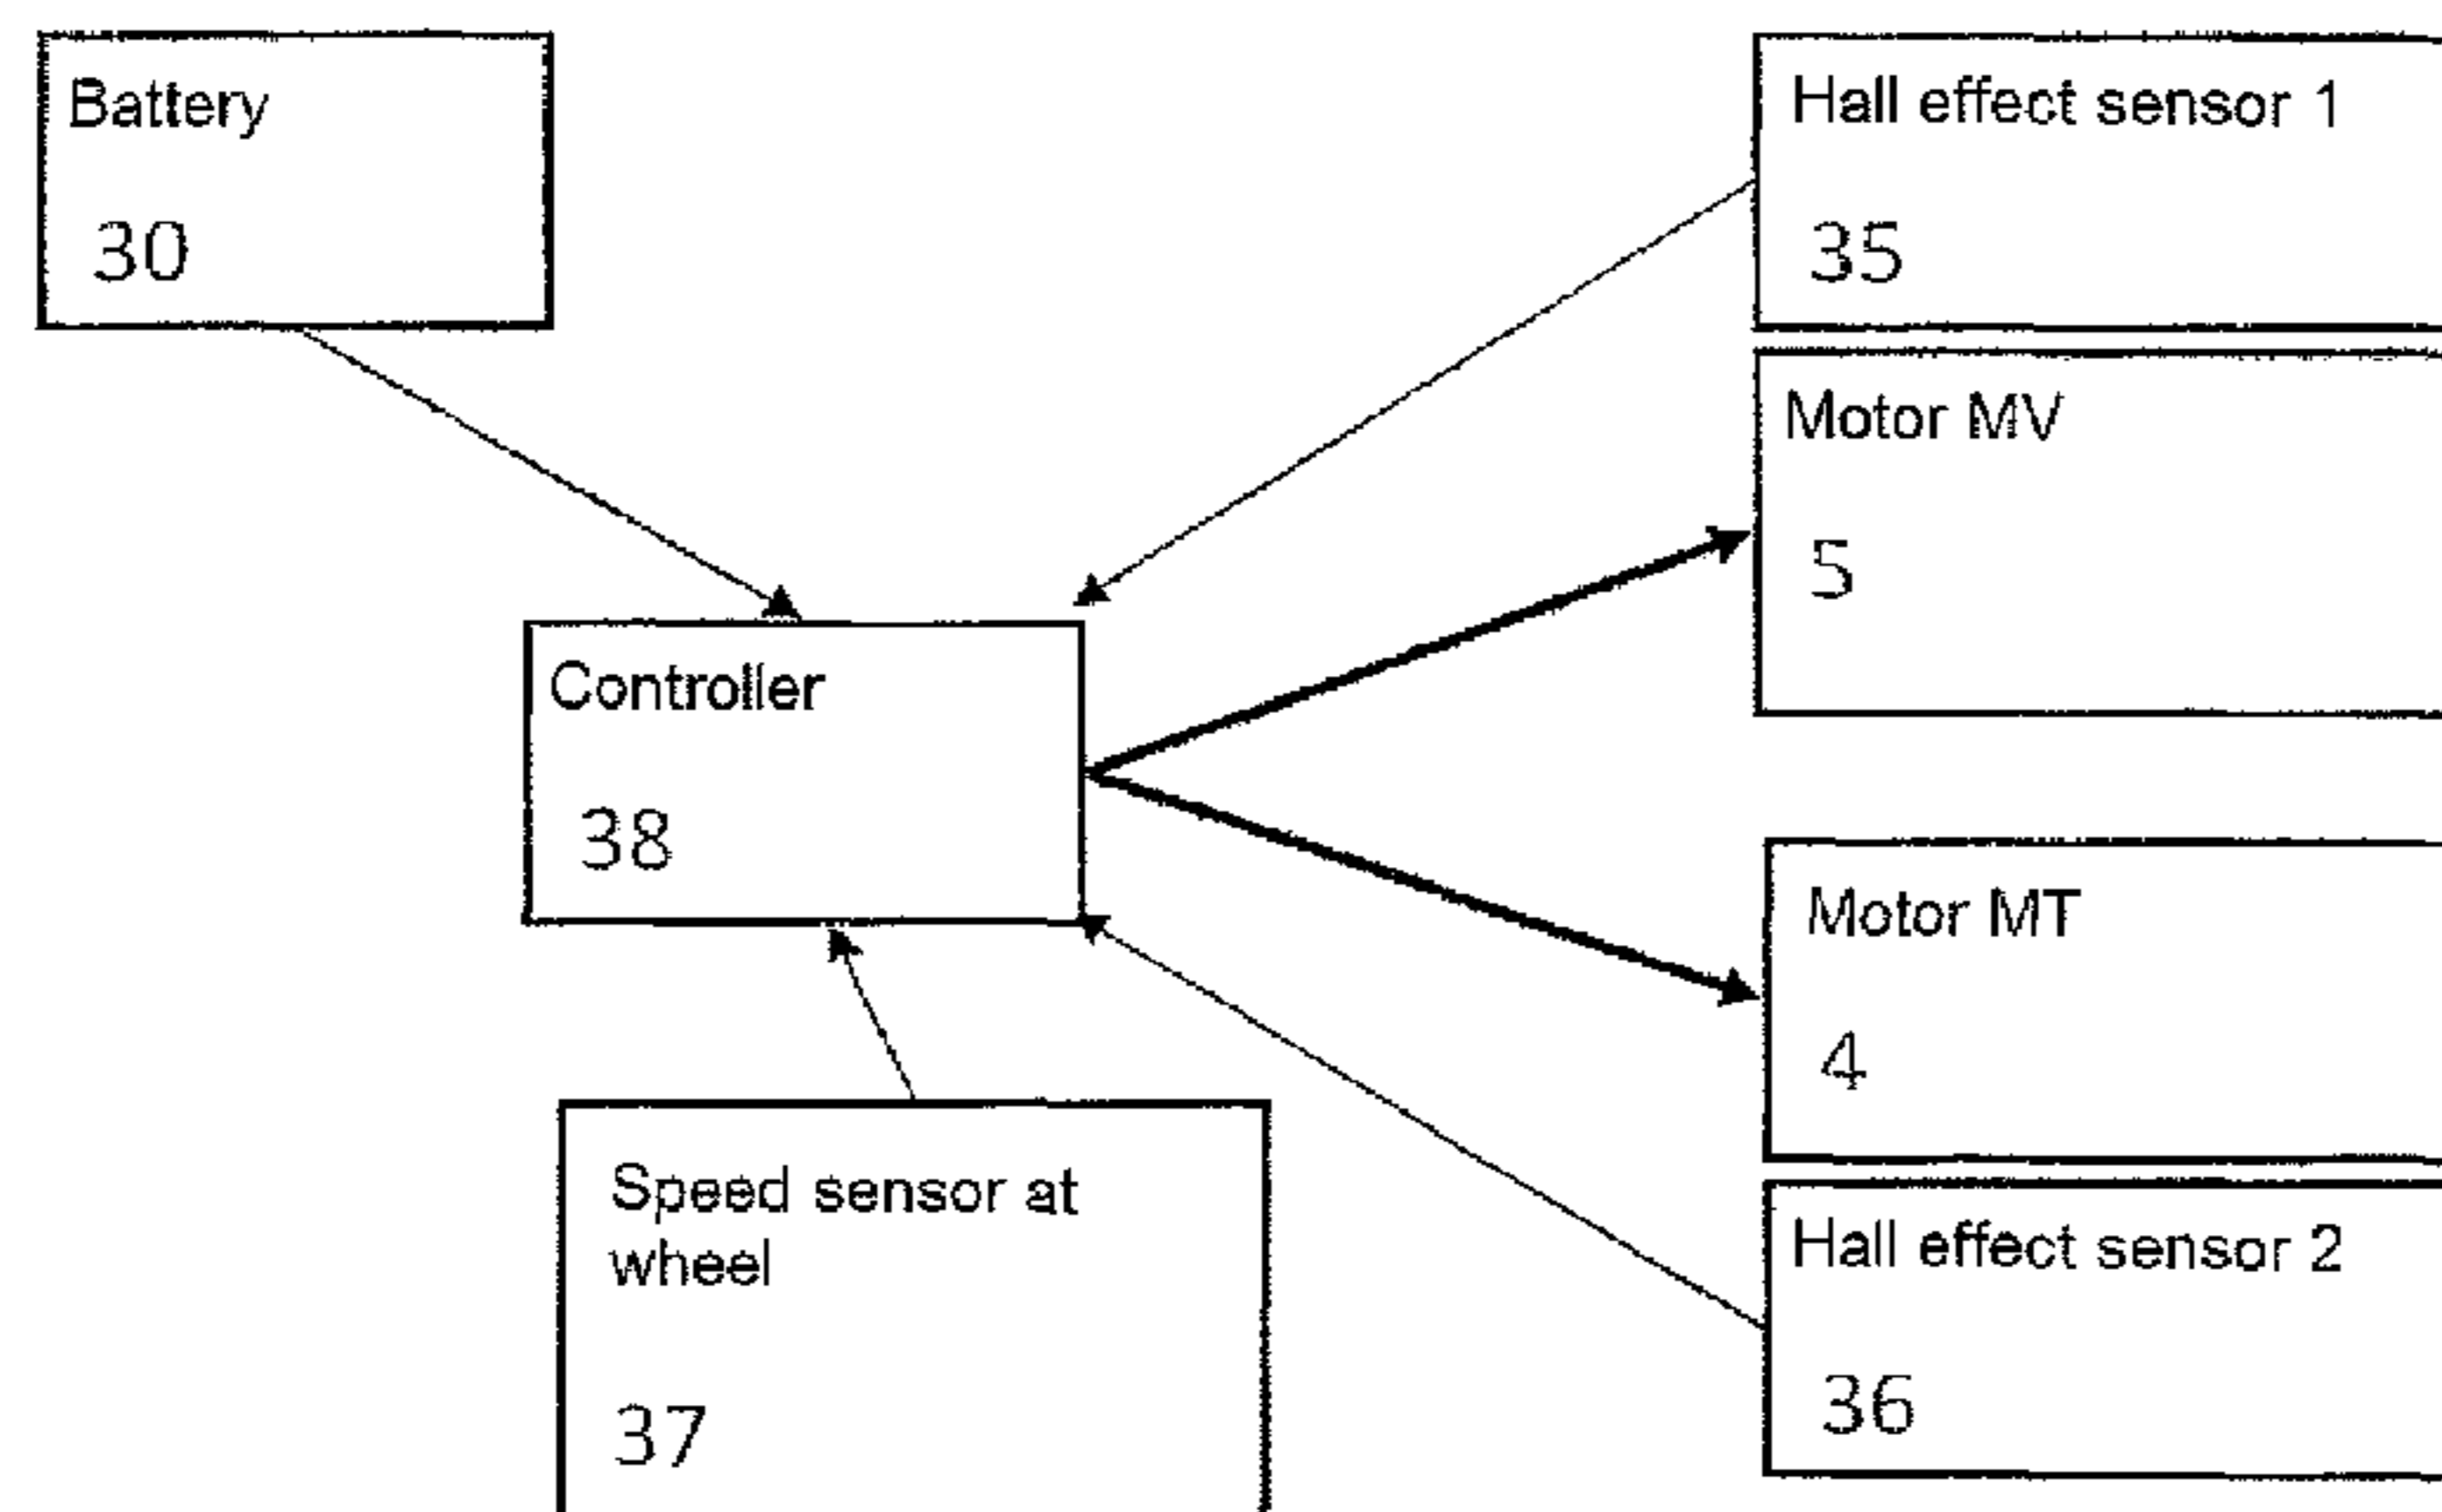 Battery
30
Hall effect sensor 1
35
Motor MV
5
Controller
38
Motor MT
4
Speed sensor at
wheel
37
Hall effect sensor 2
36